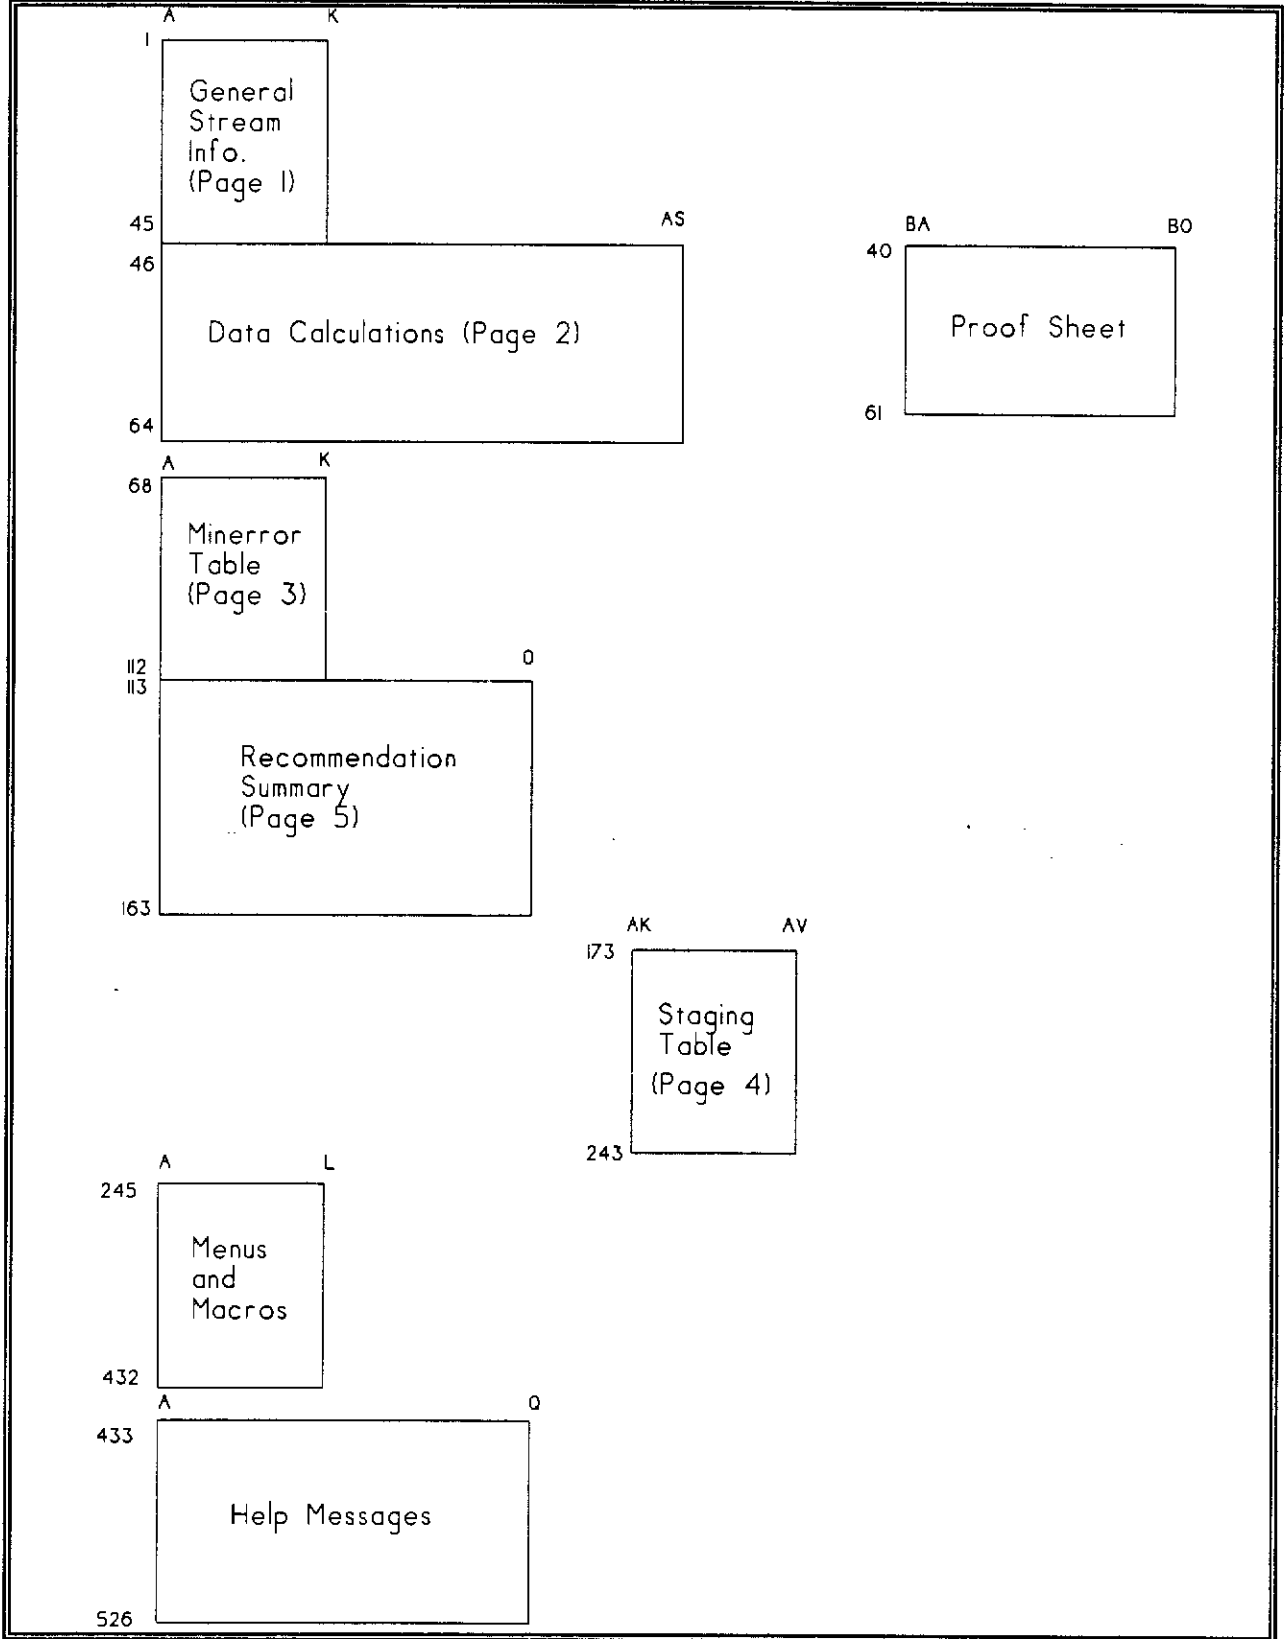 A K
1
General
Stream
Info.
(Page 1)
45
AS
46
Data Calculations (Page 2)
64
BA BO
40
Proof Sheet
61
A K
68
Minerror
Table
(Page 3)
112
O
113
Recommendation
Summary
(Page 5)
163
AK AV
173
Staging
Table
(Page 4)
243
A L
245
Menus
and
Macros
432
A Q
433
Help Messages
526